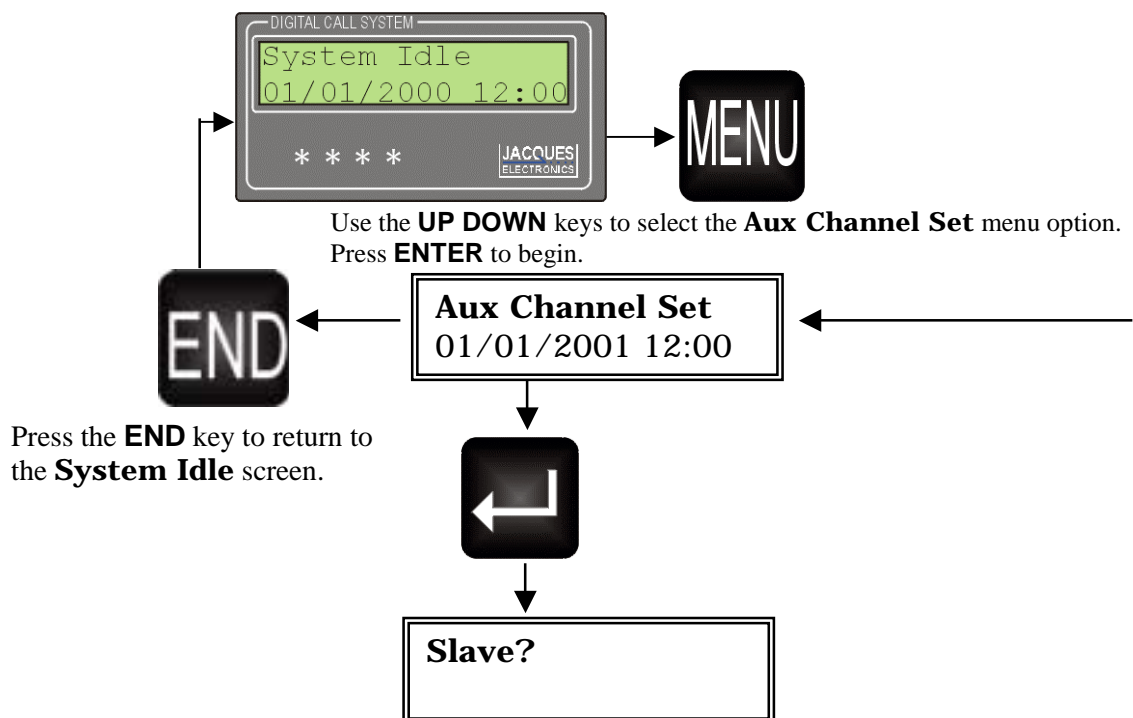 DIGITAL CALL SYSTEM
System Idle
01/01/2000 12:00
* * * *
JACQUES
ELECTRONICS
MENU
Use the UP DOWN keys to select the Aux Channel Set menu option.
Press ENTER to begin.
END
Aux Channel Set
01/01/2001 12:00
Press the END key to return to
the System Idle screen.
Slave?